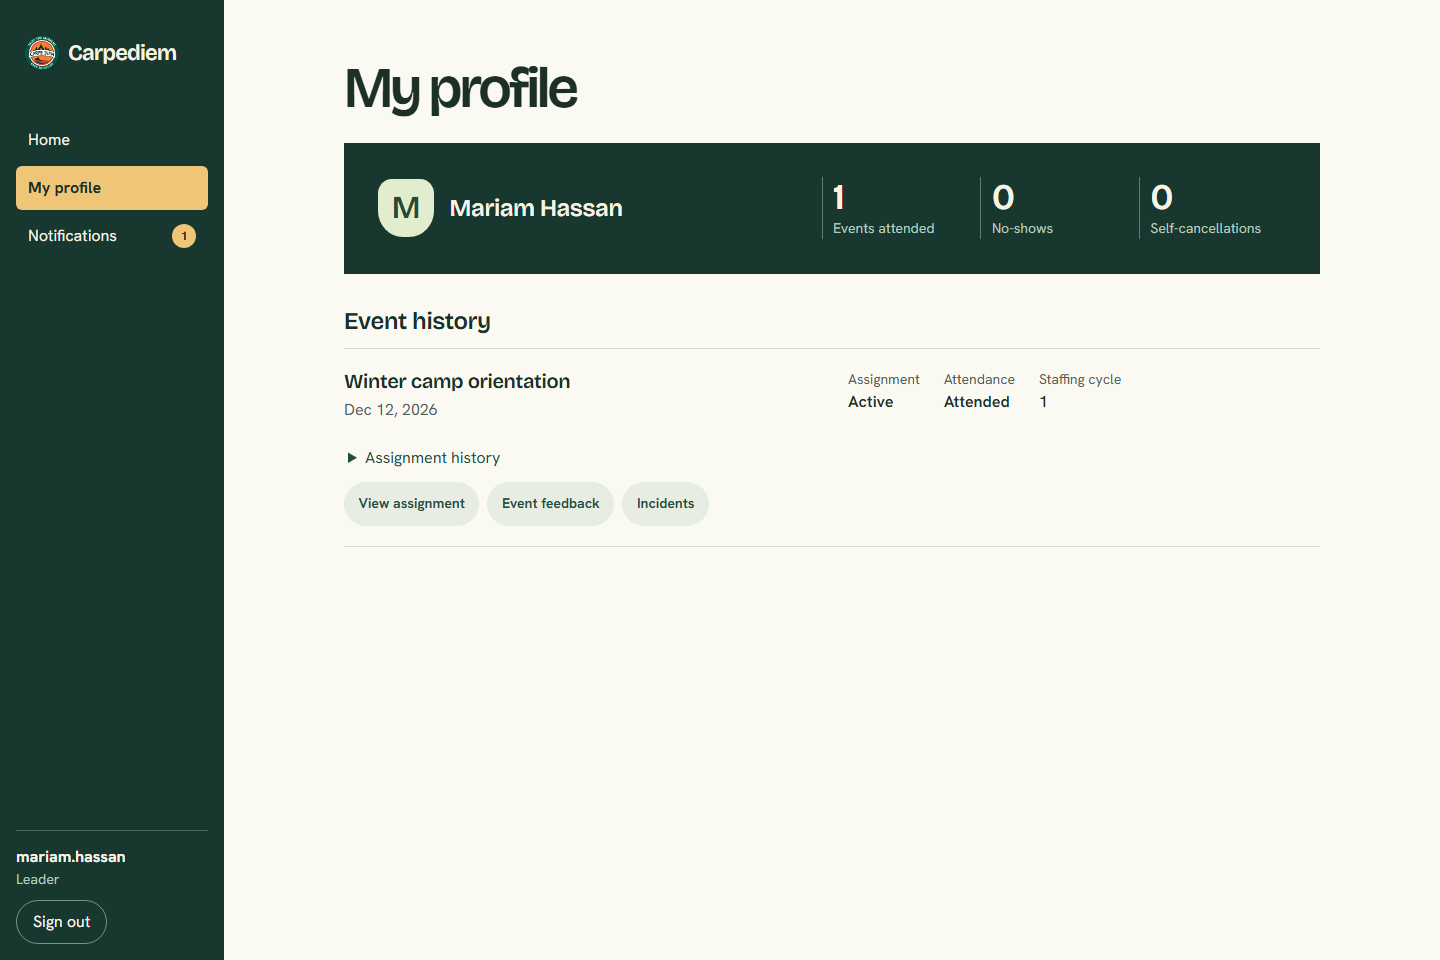 Carpediem
Home
My profile
Notifications 1
mariam.hassan
Leader
Sign out
My profile
M Mariam Hassan
1
Events attended
0
No-shows
0
Self-cancellations
Event history
Winter camp orientation
Dec 12, 2026
Assignment Attendance Staffing cycle
Active Attended 1
Assignment history
View assignment Event feedback Incidents